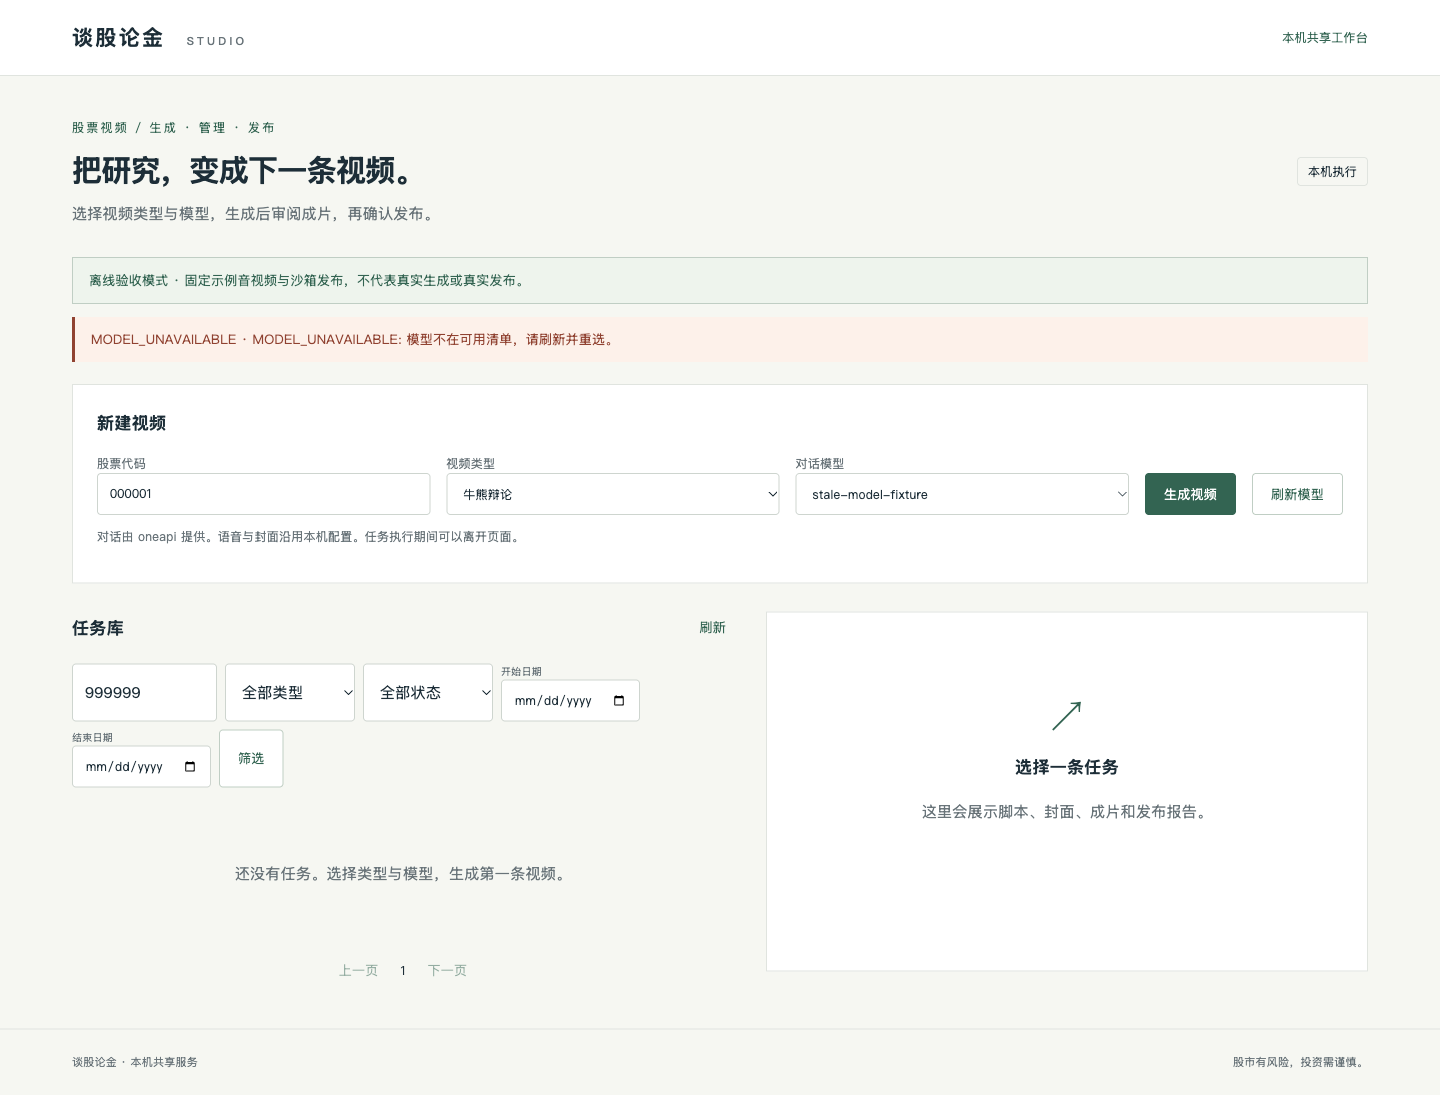 谈股论金 STUDIO
本机共享工作台
股票视频 / 生成 · 管理 · 发布
把研究，变成下一条视频。
本机执行
选择视频类型与模型，生成后审阅成片，再确认发布。
离线验收模式 · 固定示例音视频与沙箱发布，不代表真实生成或真实发布。
MODEL_UNAVAILABLE · MODEL_UNAVAILABLE: 模型不在可用清单，请刷新并重选。
新建视频
股票代码 视频类型 对话模型
000001 牛熊辩论 stale-model-fixture 生成视频 刷新模型
对话由 oneapi 提供。语音与封面沿用本机配置。任务执行期间可以离开页面。
任务库 刷新
开始日期
999999 全部类型 全部状态 mm/dd/yyyy
结束日期
mm/dd/yyyy 筛选
还没有任务。选择类型与模型，生成第一条视频。
上一页 1 下一页
选择一条任务
这里会展示脚本、封面、成片和发布报告。
谈股论金 · 本机共享服务
股市有风险，投资需谨慎。